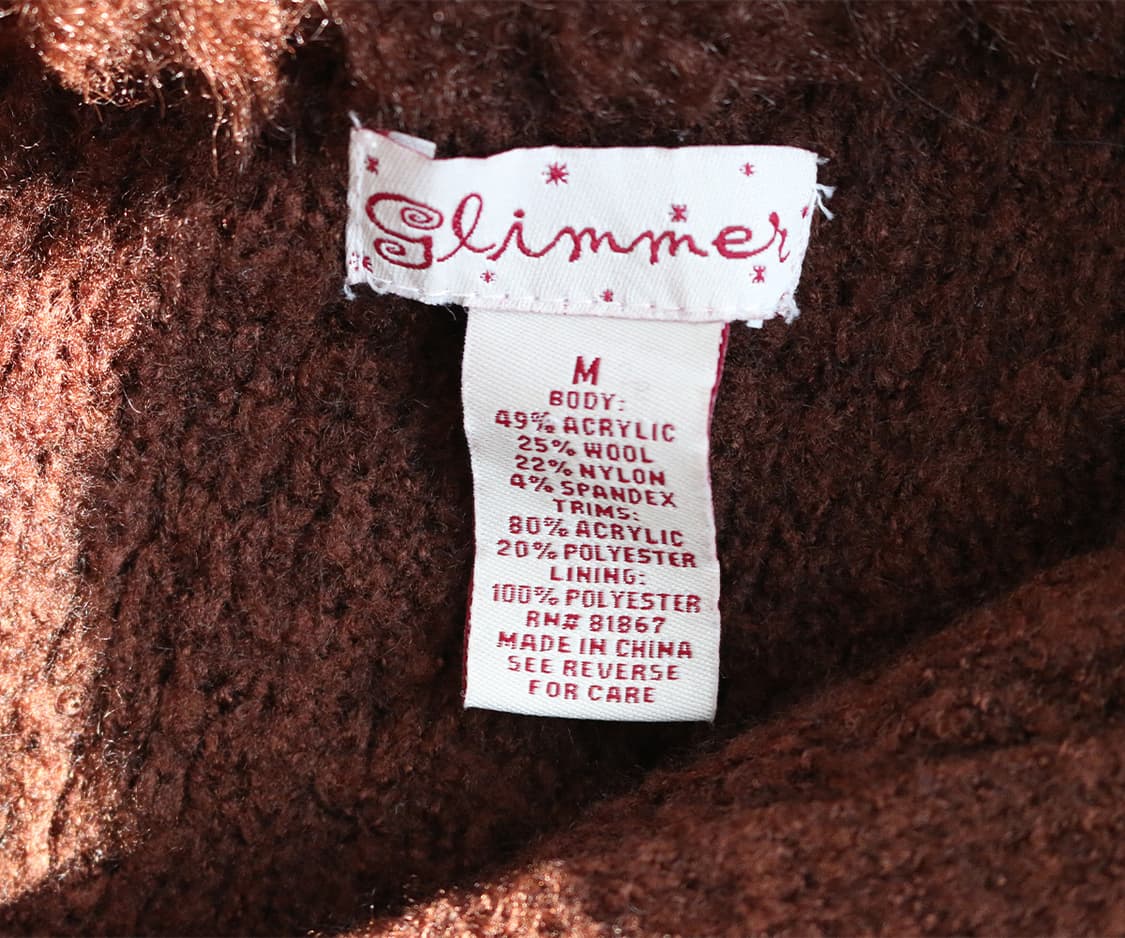 Glimmer
M
BODY:
49% ACRYLIC
25% WOOL
22% NYLON
4% SPANDEX
TRIMS:
80% ACRYLIC
20% POLYESTER
LINING:
100% POLYESTER
RN# 81867
MADE IN CHINA
SEE REVERSE
FOR CARE